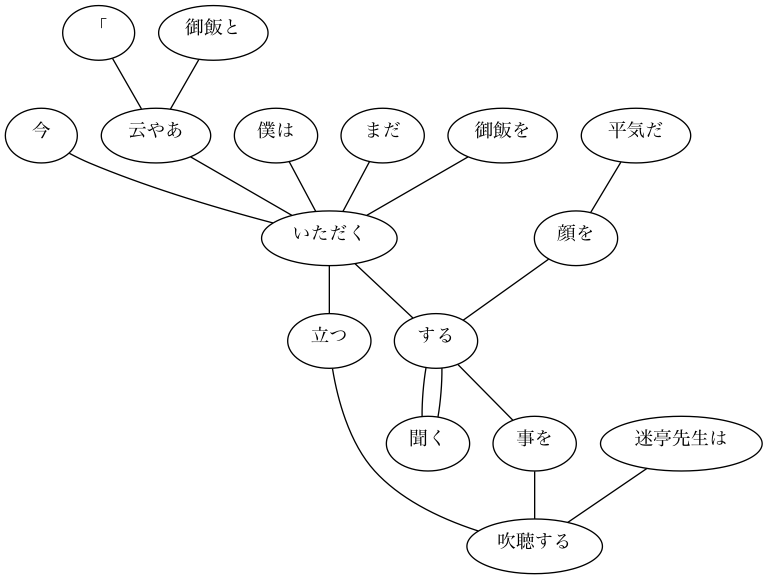 「
御飯と
今
云やあ
僕は
まだ
御飯を
平気だ
いただく
顔を
立つ
する
聞く
事を
迷亭先生は
吹聴する